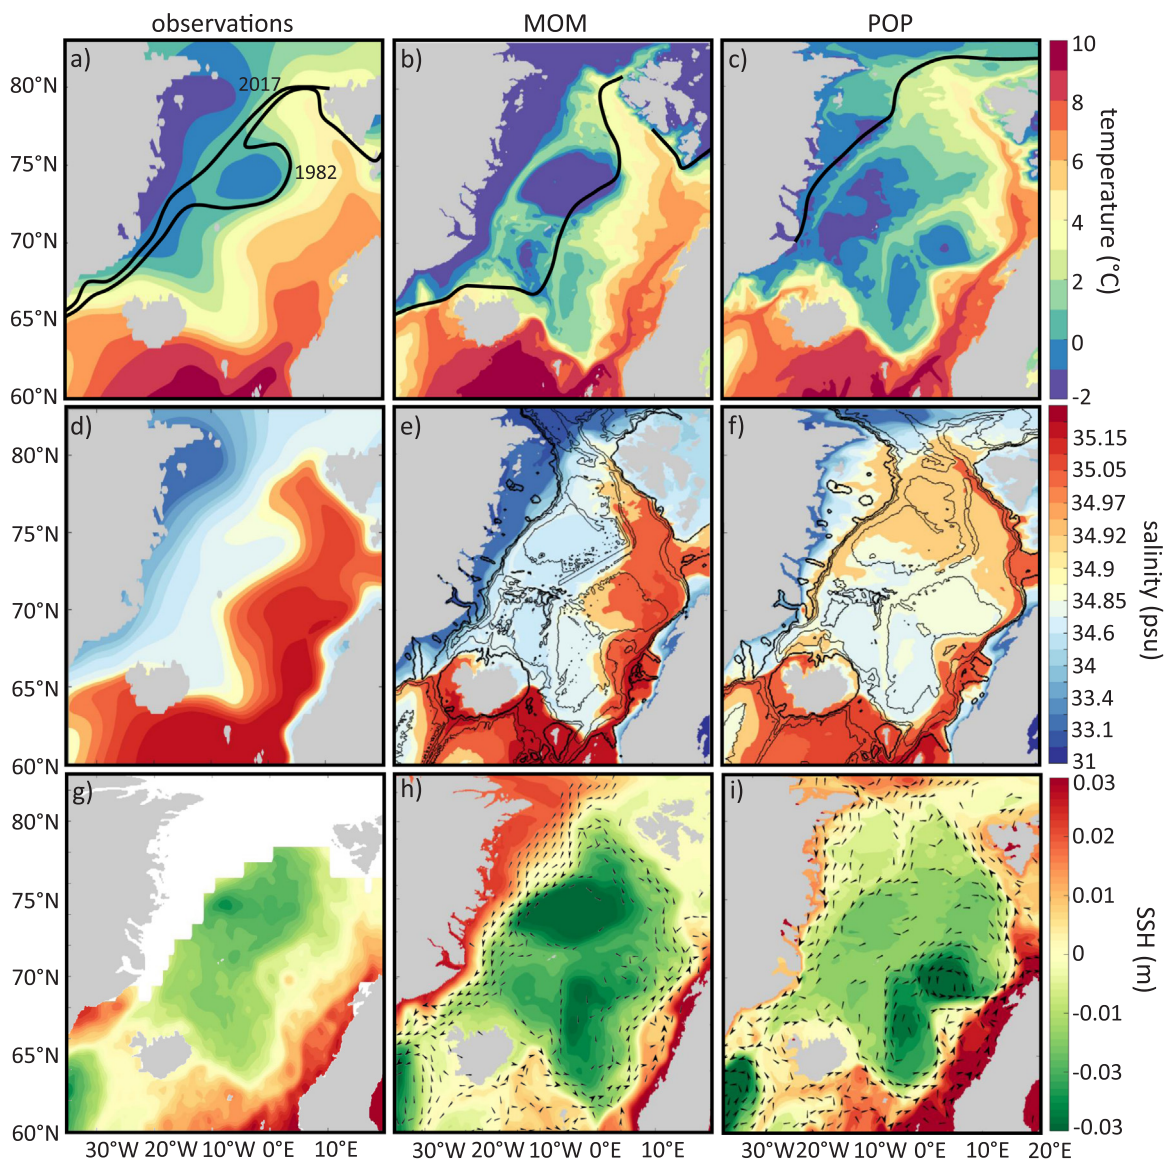 observations MOM POP
a) b) c)
2017
1982
80°N
75°N
70°N
65°N
60°N
10
8
6
4
2
0
-2
temperature (°C)
d) e) f)
80°N
75°N
70°N
65°N
60°N
35.15
35.05
34.97
34.92
34.9
34.85
34.6
34
33.4
33.1
31
salinity (psu)
g) h) i)
80°N
75°N
70°N
65°N
60°N
0.03
0.02
0.01
0
-0.01
-0.03
-0.03
SSH (m)
30°W 20°W 10°W 0°E 10°E 30°W 20°W 10°W 0°E 10°E 30°W 20°W 10°W 0°E 10°E 20°E